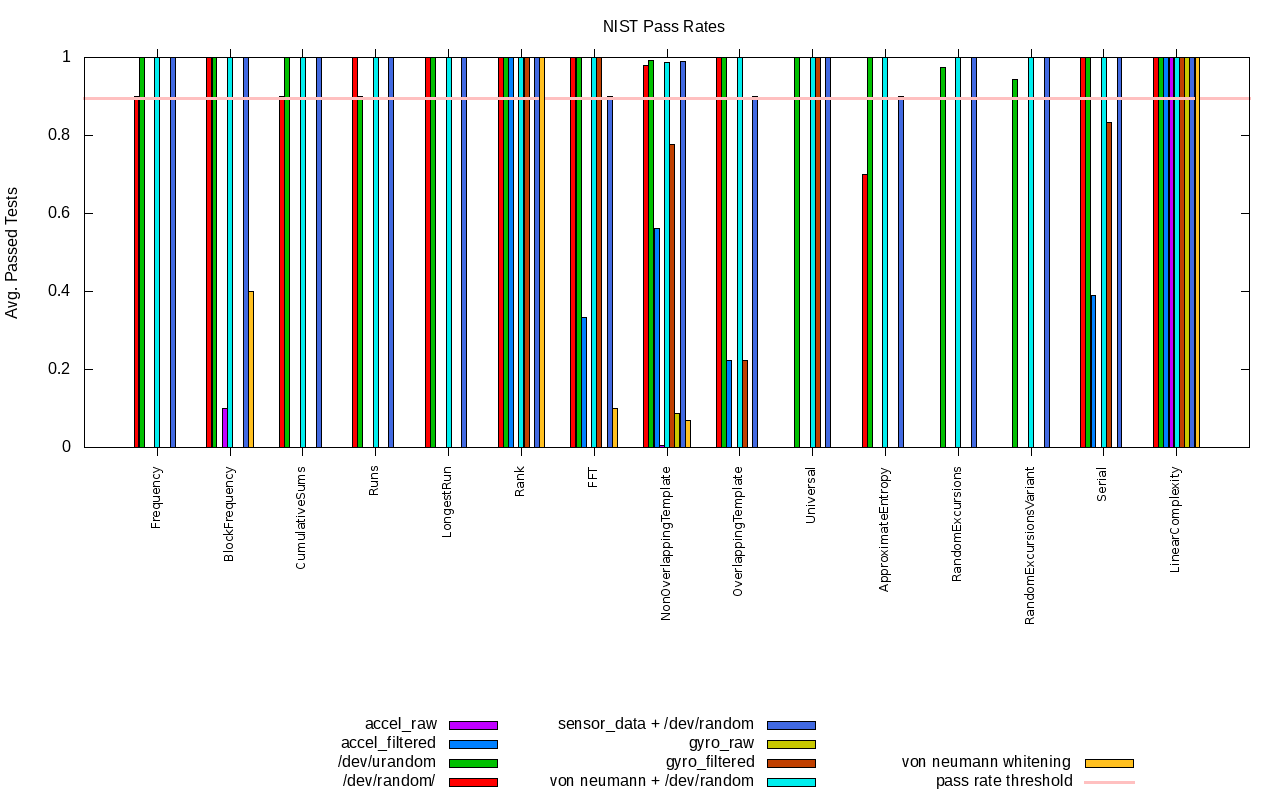 NIST Pass Rates
Avg. Passed Tests
1
0.8
0.6
0.4
0.2
0
Frequency
BlockFrequency
CumulativeSums
Runs
LongestRun
Rank
FFT
NonOverlappingTemplate
OverlappingTemplate
Universal
ApproximateEntropy
RandomExcursions
RandomExcursionsVariant
Serial
LinearComplexity
accel_raw
accel_filtered
/dev/urandom
/dev/random/
sensor_data + /dev/random
gyro_raw
gyro_filtered
von neumann + /dev/random
von neumann whitening
pass rate threshold